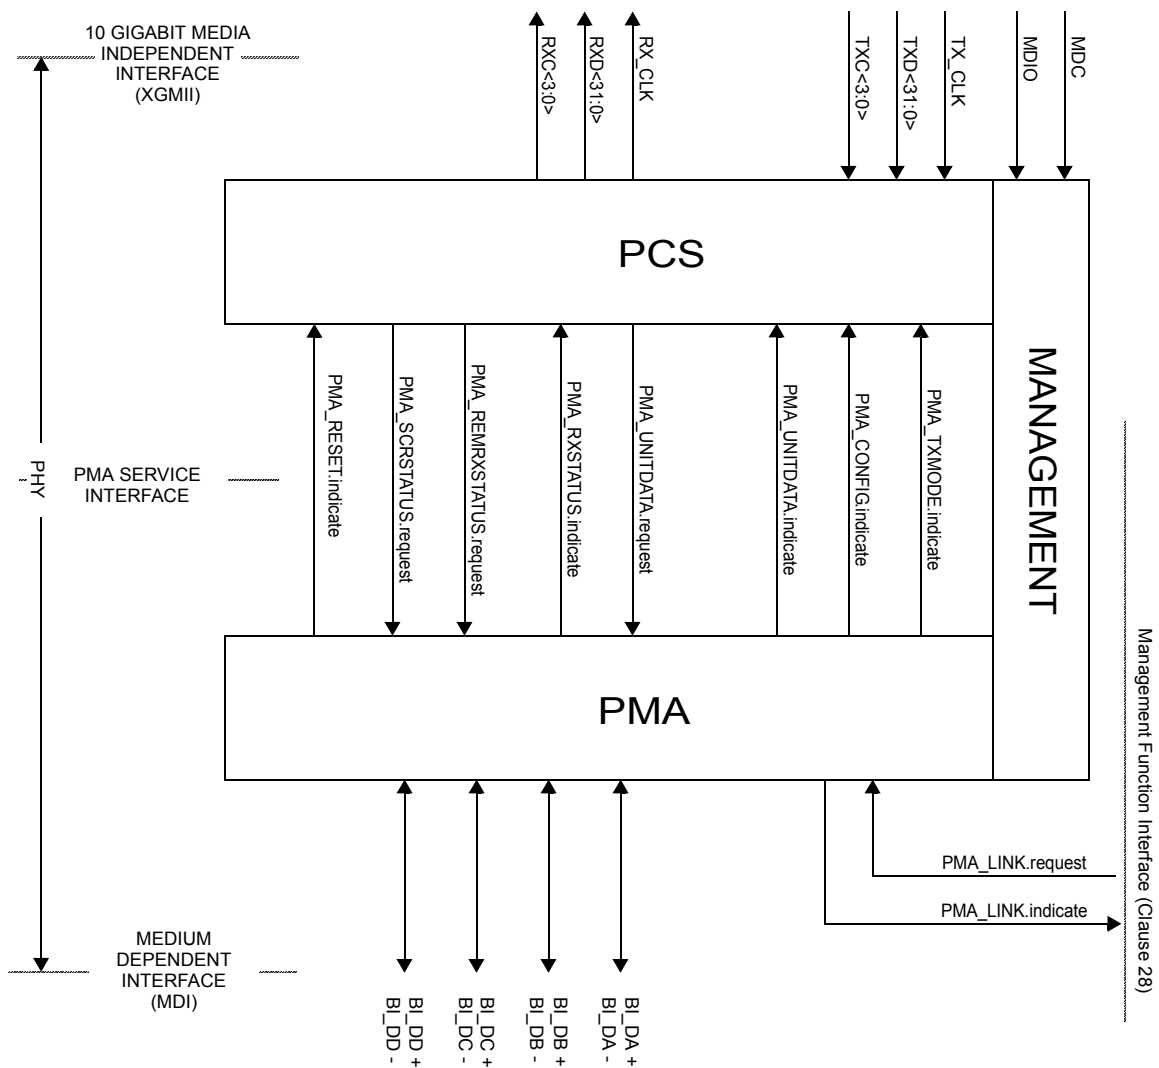 10 GIGABIT MEDIA
INDEPENDENT
INTERFACE
(XGMII)
RXC<3:0>
RXD<31:0>
RX_CLK
TXC<3:0>
TXD<31:0>
TX_CLK
MDIO
MDC
PCS
MANAGEMENT
PMA_RESET.indicate
PMA_SCRSTATUS.request
PMA_REMRXSTATUS.request
PMA_RXSTATUS.indicate
PMA_UNITDATA.request
PMA_UNITDATA.indicate
PMA_CONFIG.indicate
PMA_TXMODE.indicate
PHY
PMA SERVICE
INTERFACE
PMA
Management Function Interface (Clause 28)
PMA_LINK.request
PMA_LINK.indicate
MEDIUM
DEPENDENT
INTERFACE
(MDI)
BI_DD +
BI_DD -
BI_DC +
BI_DC -
BI_DB +
BI_DB -
BI_DA +
BI_DA -